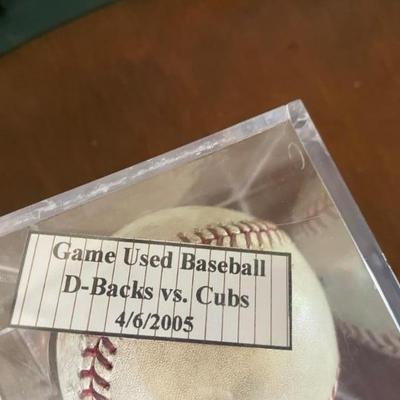 Game Used Baseball
D-Backs vs. Cubs
4/6/2005